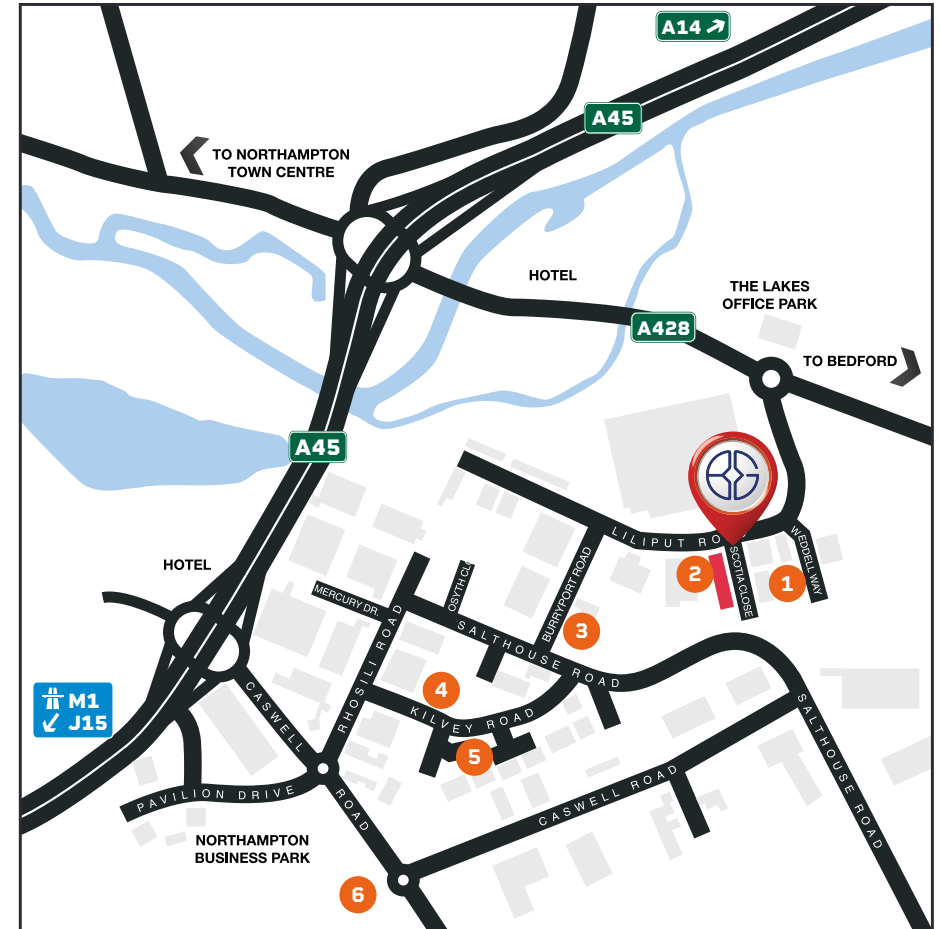 A14
A45
TO NORTHAMPTON
TOWN CENTRE
HOTEL
THE LAKES
OFFICE PARK
A428
TO BEDFORD
A45
LILIPUT RO
WEDDELL WAY
SCOTIA CLOSE
2
1
HOTEL
MERCURY DR.
OSYTH CL
BURRYPORT ROAD
3
SALTHOUSE ROAD
RHOSILI ROAD
4
KILVEY ROAD
5
M1
J15
CASWELL ROAD
PAVILION DRIVE
CASWELL ROAD
SALTHOUSE ROAD
NORTHAMPTON
BUSINESS PARK
6